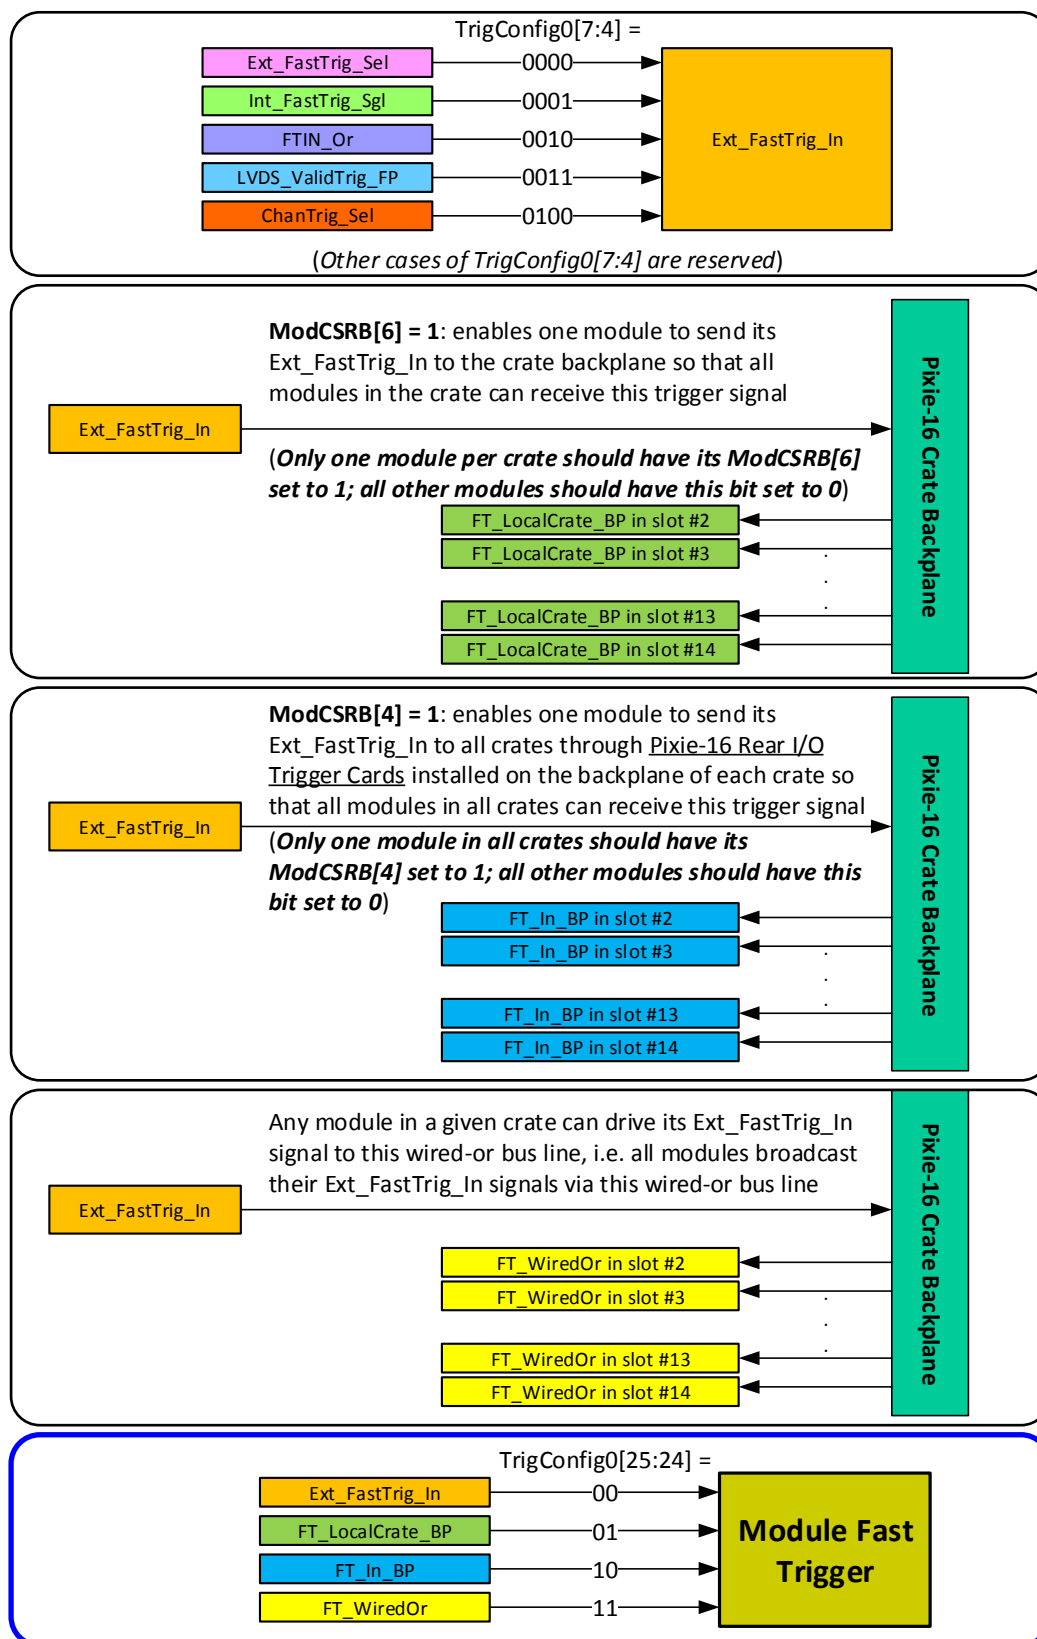 TrigConfig0[7:4] =
Ext_FastTrig_Sel
0000
Int_FastTrig_Sgl
0001
FTIN_Or
0010
Ext_FastTrig_In
LVDS_ValidTrig_FP
0011
ChanTrig_Sel
0100
(Other cases of TrigConfig0[7:4] are reserved)
ModCSRB[6] = 1: enables one module to send its
Ext_FastTrig_In to the crate backplane so that all
modules in the crate can receive this trigger signal
Ext_FastTrig_In
(Only one module per crate should have its ModCSRB[6]
set to 1; all other modules should have this bit set to 0)
FT_LocalCrate_BP in slot #2
FT_LocalCrate_BP in slot #3
.
.
.
FT_LocalCrate_BP in slot #13
FT_LocalCrate_BP in slot #14
Pixie-16 Crate Backplane
ModCSRB[4] = 1: enables one module to send its
Ext_FastTrig_In to all crates through Pixie-16 Rear I/O
Trigger Cards installed on the backplane of each crate so
that all modules in all crates can receive this trigger signal
Ext_FastTrig_In
(Only one module in all crates should have its
ModCSRB[4] set to 1; all other modules should have this
bit set to 0)
FT_In_BP in slot #2
FT_In_BP in slot #3
.
.
.
FT_In_BP in slot #13
FT_In_BP in slot #14
Pixie-16 Crate Backplane
Any module in a given crate can drive its Ext_FastTrig_In
signal to this wired-or bus line, i.e. all modules broadcast
their Ext_FastTrig_In signals via this wired-or bus line
Ext_FastTrig_In
FT_WiredOr in slot #2
FT_WiredOr in slot #3
.
.
.
FT_WiredOr in slot #13
FT_WiredOr in slot #14
Pixie-16 Crate Backplane
TrigConfig0[25:24] =
Ext_FastTrig_In
00
FT_LocalCrate_BP
01
FT_In_BP
10
FT_WiredOr
11
Module Fast
Trigger